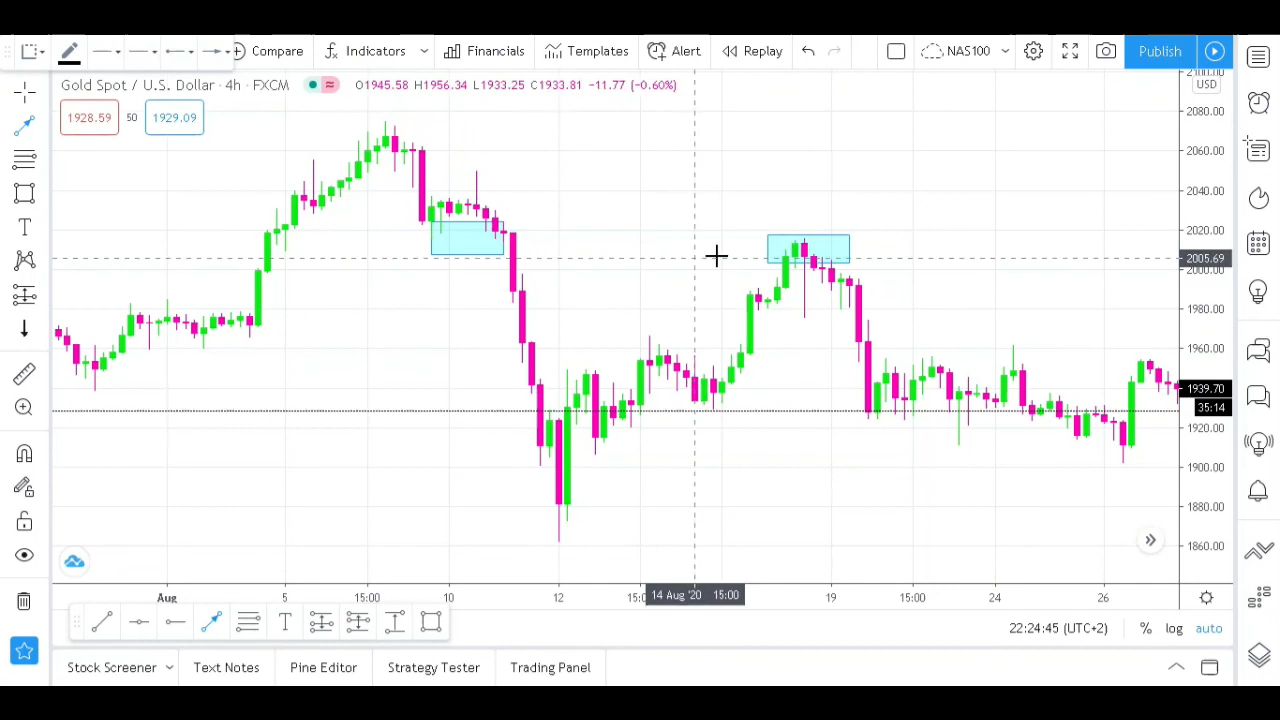 Compare Indicators Financials Templates Alert Replay NAS100 Publish
Gold Spot / U.S. Dollar · 4h · FXCM O1945.58 H1956.34 L1933.25 C1933.81 −11.77 (−0.60%)
USD
1928.59 50 1929.09
2080.00
2060.00
2040.00
2020.00
2005.69
2000.00
1980.00
1960.00
1939.70
35:14
1920.00
1900.00
1880.00
1860.00
Aug 5 15:00 10 12 14 Aug '20 15:00 19 15:00 24 26
22:24:45 (UTC+2) % log auto
Stock Screener Text Notes Pine Editor Strategy Tester Trading Panel